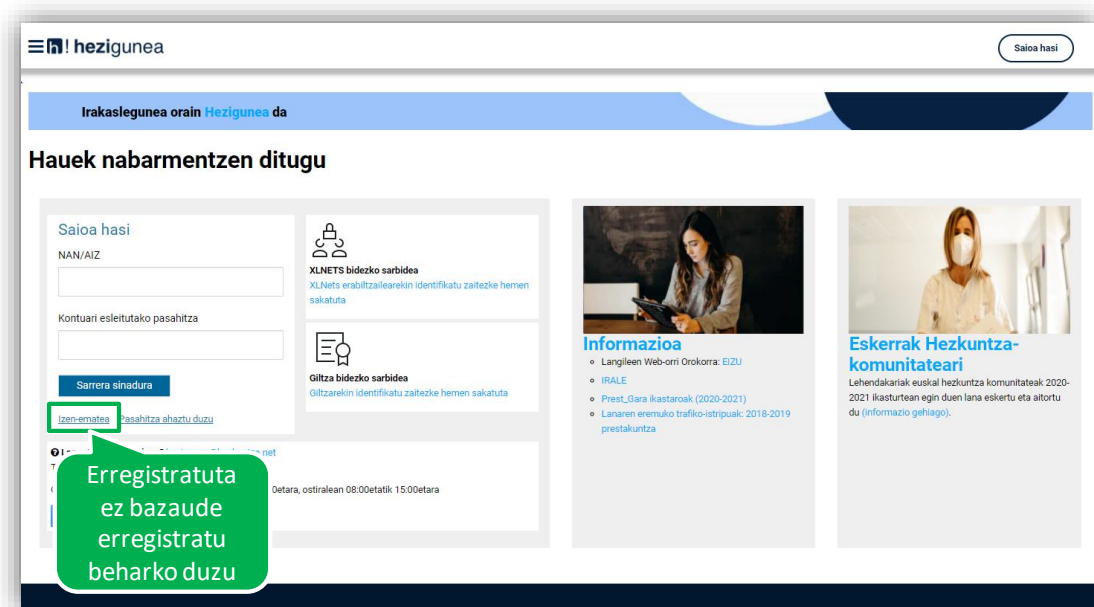 h! hezigunea
Saioa hasi
Irakaslegunea orain Hezigunea da
Hauek nabarmentzen ditugu
Saioa hasi
NAN/AIZ
Kontuari esleitutako pasahitza
Sarrera sinadura
Izen-ematea
Pasahitza ahaztu duzu
XLNETS bidezko sarbidea
XLNets erabiltzailearekin identifikatu zaitezke hemen
sakatuta
Giltza bidezko sarbidea
Giltzarekin identifikatu zaitezke hemen sakatuta
net
0etara, ostiralean 08:00etatik 15:00etara
Erregistratuta
ez bazaude
erregistratu
beharko duzu
Informazioa
Langileen Web-orri Orokorra: EIZU
IRALE
Prest_Gara ikastaroak (2020-2021)
Lanaren eremuko trafiko-istripuak: 2018-2019
prestakuntza
Eskerrak Hezkuntza-
komunitateari
Lehendakariak euskal hezkuntza komunitateak 2020-
2021 ikasturtean egin duen lana eskertu eta aitortu
du (informazio gehiago).